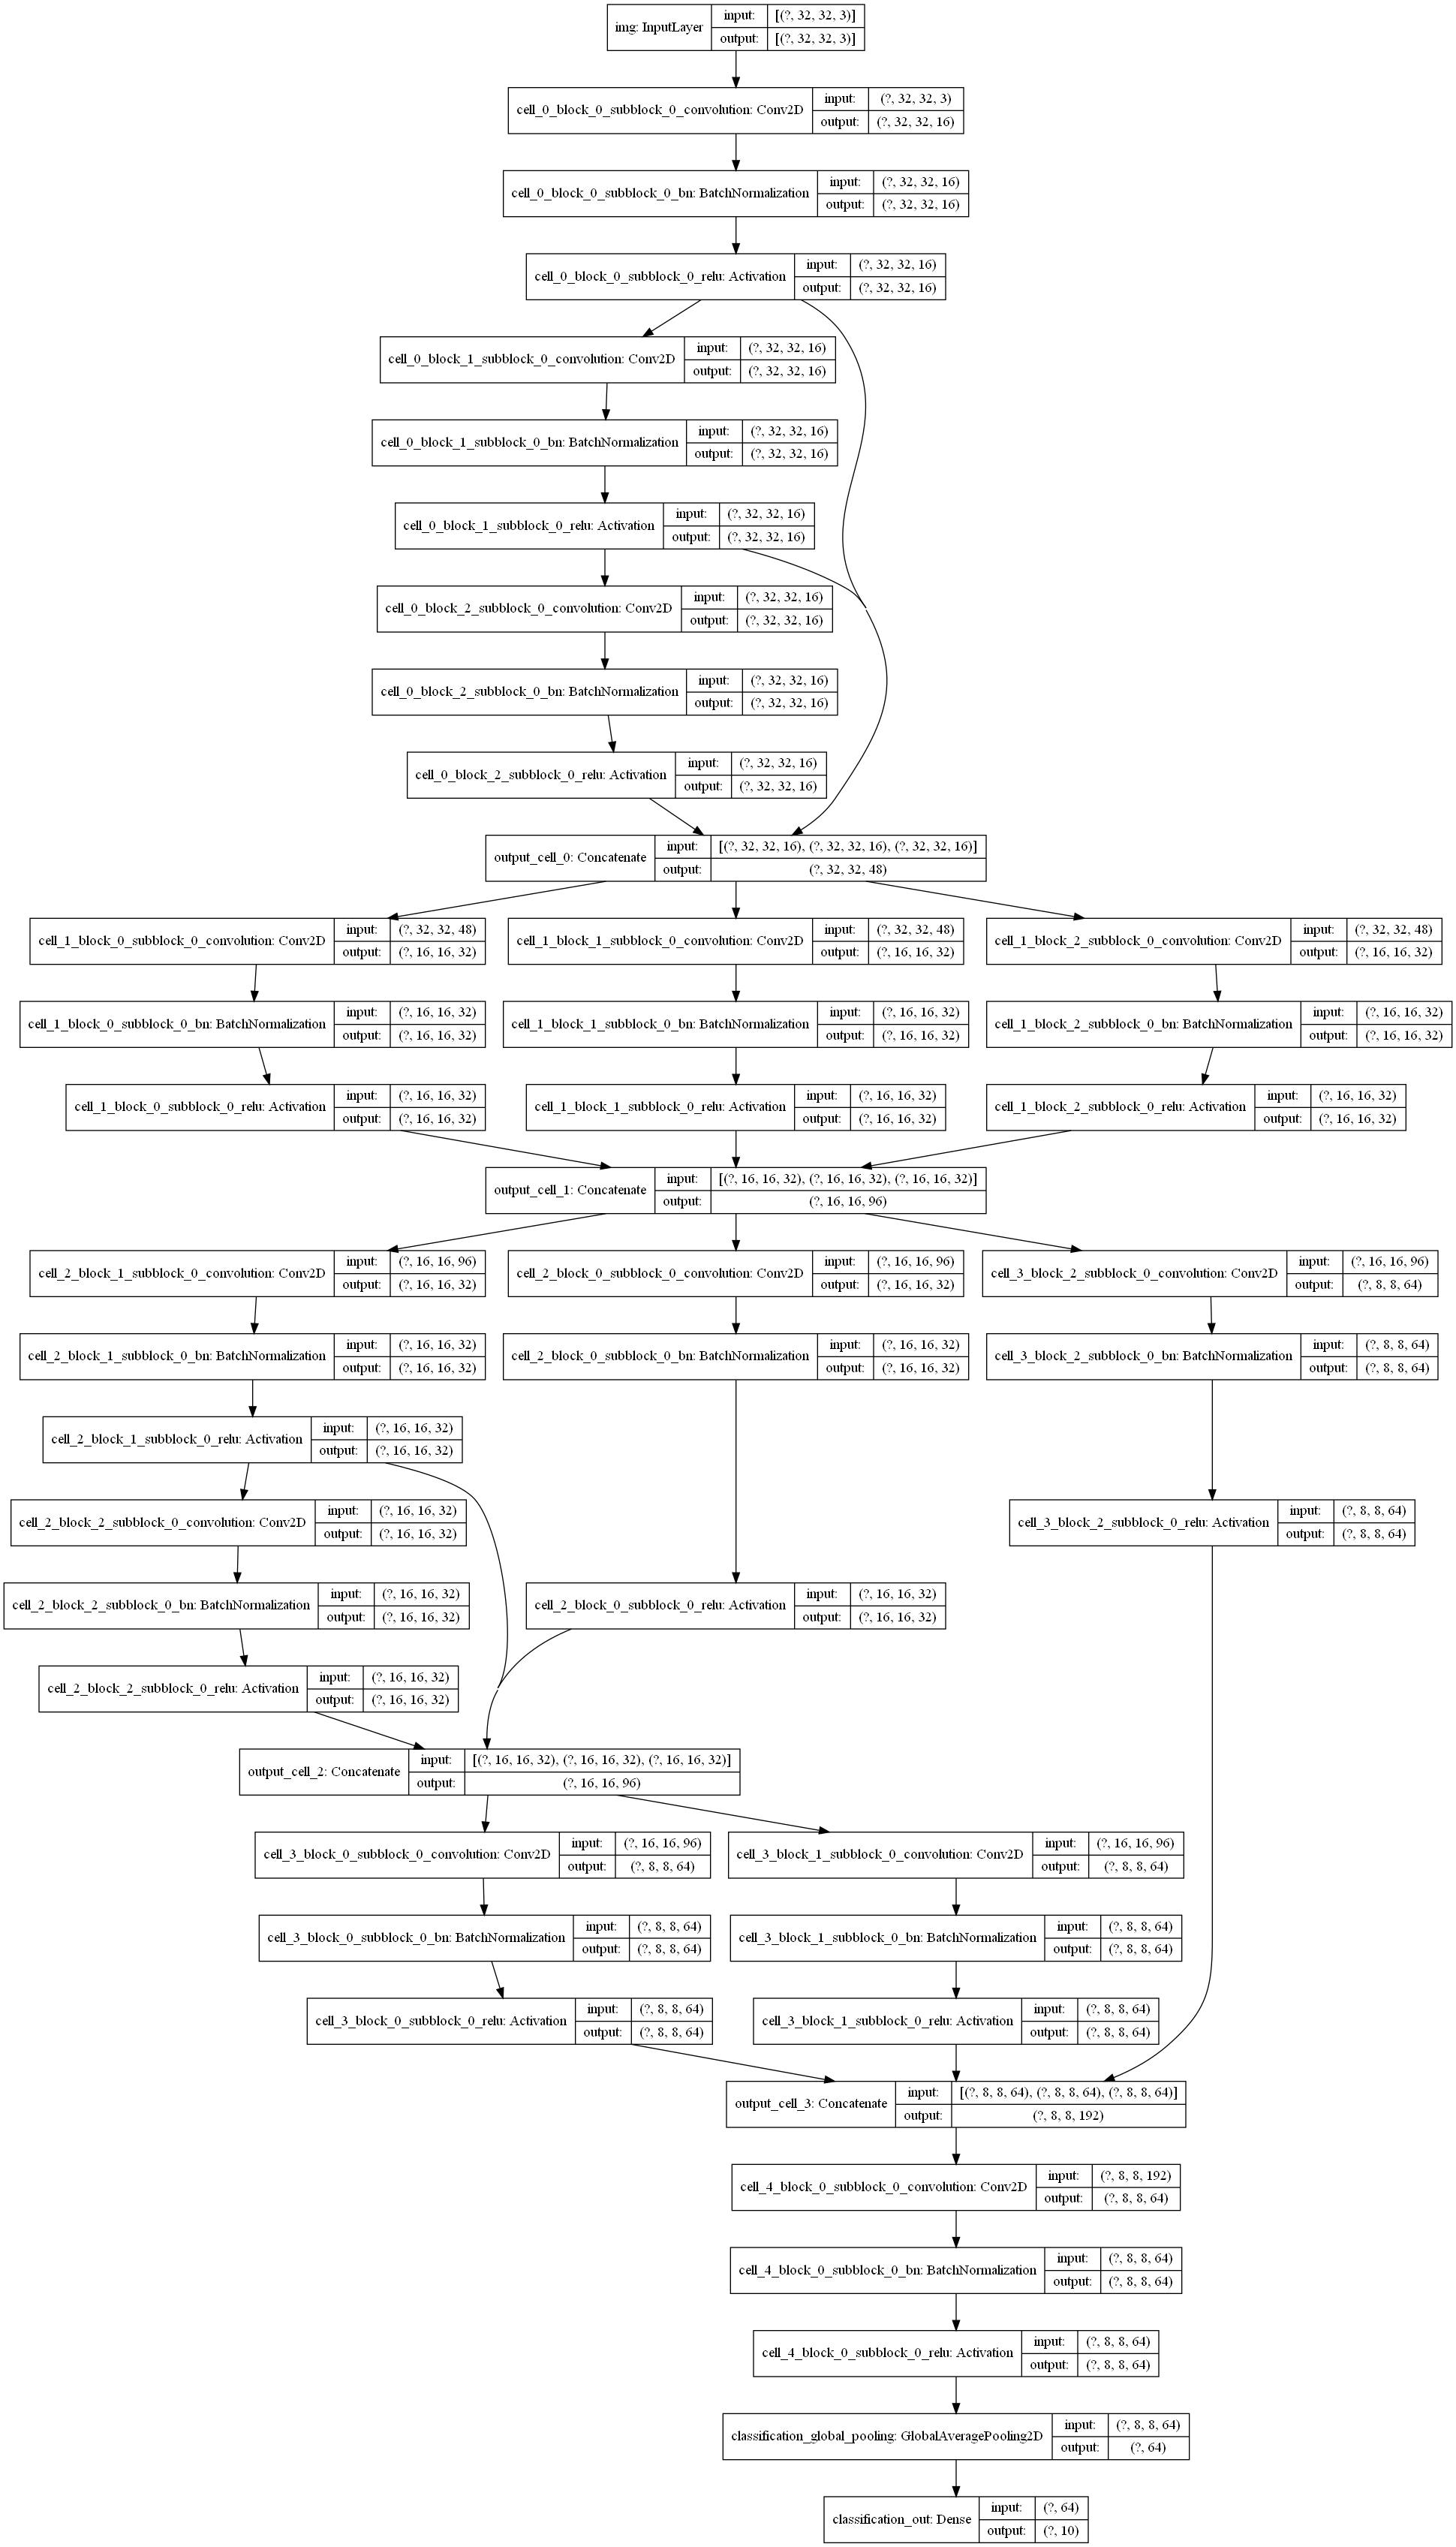 img: InputLayer
input: [(?, 32, 32, 3)]
output: [(?, 32, 32, 3)]
cell_0_block_0_subblock_0_convolution: Conv2D
input: (?, 32, 32, 3)
output: (?, 32, 32, 16)
cell_0_block_0_subblock_0_bn: BatchNormalization
input: (?, 32, 32, 16)
output: (?, 32, 32, 16)
cell_0_block_0_subblock_0_relu: Activation
input: (?, 32, 32, 16)
output: (?, 32, 32, 16)
cell_0_block_1_subblock_0_convolution: Conv2D
input: (?, 32, 32, 16)
output: (?, 32, 32, 16)
cell_0_block_1_subblock_0_bn: BatchNormalization
input: (?, 32, 32, 16)
output: (?, 32, 32, 16)
cell_0_block_1_subblock_0_relu: Activation
input: (?, 32, 32, 16)
output: (?, 32, 32, 16)
cell_0_block_2_subblock_0_convolution: Conv2D
input: (?, 32, 32, 16)
output: (?, 32, 32, 16)
cell_0_block_2_subblock_0_bn: BatchNormalization
input: (?, 32, 32, 16)
output: (?, 32, 32, 16)
cell_0_block_2_subblock_0_relu: Activation
input: (?, 32, 32, 16)
output: (?, 32, 32, 16)
output_cell_0: Concatenate
input: [(?, 32, 32, 16), (?, 32, 32, 16), (?, 32, 32, 16)]
output: (?, 32, 32, 48)
cell_1_block_0_subblock_0_convolution: Conv2D
input: (?, 32, 32, 48)
output: (?, 16, 16, 32)
cell_1_block_1_subblock_0_convolution: Conv2D
input: (?, 32, 32, 48)
output: (?, 16, 16, 32)
cell_1_block_2_subblock_0_convolution: Conv2D
input: (?, 32, 32, 48)
output: (?, 16, 16, 32)
cell_1_block_0_subblock_0_bn: BatchNormalization
input: (?, 16, 16, 32)
output: (?, 16, 16, 32)
cell_1_block_1_subblock_0_bn: BatchNormalization
input: (?, 16, 16, 32)
output: (?, 16, 16, 32)
cell_1_block_2_subblock_0_bn: BatchNormalization
input: (?, 16, 16, 32)
output: (?, 16, 16, 32)
cell_1_block_0_subblock_0_relu: Activation
input: (?, 16, 16, 32)
output: (?, 16, 16, 32)
cell_1_block_1_subblock_0_relu: Activation
input: (?, 16, 16, 32)
output: (?, 16, 16, 32)
cell_1_block_2_subblock_0_relu: Activation
input: (?, 16, 16, 32)
output: (?, 16, 16, 32)
output_cell_1: Concatenate
input: [(?, 16, 16, 32), (?, 16, 16, 32), (?, 16, 16, 32)]
output: (?, 16, 16, 96)
cell_2_block_1_subblock_0_convolution: Conv2D
input: (?, 16, 16, 96)
output: (?, 16, 16, 32)
cell_2_block_0_subblock_0_convolution: Conv2D
input: (?, 16, 16, 96)
output: (?, 16, 16, 32)
cell_3_block_2_subblock_0_convolution: Conv2D
input: (?, 16, 16, 96)
output: (?, 8, 8, 64)
cell_2_block_1_subblock_0_bn: BatchNormalization
input: (?, 16, 16, 32)
output: (?, 16, 16, 32)
cell_2_block_0_subblock_0_bn: BatchNormalization
input: (?, 16, 16, 32)
output: (?, 16, 16, 32)
cell_3_block_2_subblock_0_bn: BatchNormalization
input: (?, 8, 8, 64)
output: (?, 8, 8, 64)
cell_2_block_1_subblock_0_relu: Activation
input: (?, 16, 16, 32)
output: (?, 16, 16, 32)
cell_2_block_2_subblock_0_convolution: Conv2D
input: (?, 16, 16, 32)
output: (?, 16, 16, 32)
cell_3_block_2_subblock_0_relu: Activation
input: (?, 8, 8, 64)
output: (?, 8, 8, 64)
cell_2_block_2_subblock_0_bn: BatchNormalization
input: (?, 16, 16, 32)
output: (?, 16, 16, 32)
cell_2_block_0_subblock_0_relu: Activation
input: (?, 16, 16, 32)
output: (?, 16, 16, 32)
cell_2_block_2_subblock_0_relu: Activation
input: (?, 16, 16, 32)
output: (?, 16, 16, 32)
output_cell_2: Concatenate
input: [(?, 16, 16, 32), (?, 16, 16, 32), (?, 16, 16, 32)]
output: (?, 16, 16, 96)
cell_3_block_0_subblock_0_convolution: Conv2D
input: (?, 16, 16, 96)
output: (?, 8, 8, 64)
cell_3_block_1_subblock_0_convolution: Conv2D
input: (?, 16, 16, 96)
output: (?, 8, 8, 64)
cell_3_block_0_subblock_0_bn: BatchNormalization
input: (?, 8, 8, 64)
output: (?, 8, 8, 64)
cell_3_block_1_subblock_0_bn: BatchNormalization
input: (?, 8, 8, 64)
output: (?, 8, 8, 64)
cell_3_block_0_subblock_0_relu: Activation
input: (?, 8, 8, 64)
output: (?, 8, 8, 64)
cell_3_block_1_subblock_0_relu: Activation
input: (?, 8, 8, 64)
output: (?, 8, 8, 64)
output_cell_3: Concatenate
input: [(?, 8, 8, 64), (?, 8, 8, 64), (?, 8, 8, 64)]
output: (?, 8, 8, 192)
cell_4_block_0_subblock_0_convolution: Conv2D
input: (?, 8, 8, 192)
output: (?, 8, 8, 64)
cell_4_block_0_subblock_0_bn: BatchNormalization
input: (?, 8, 8, 64)
output: (?, 8, 8, 64)
cell_4_block_0_subblock_0_relu: Activation
input: (?, 8, 8, 64)
output: (?, 8, 8, 64)
classification_global_pooling: GlobalAveragePooling2D
input: (?, 8, 8, 64)
output: (?, 64)
classification_out: Dense
input: (?, 64)
output: (?, 10)